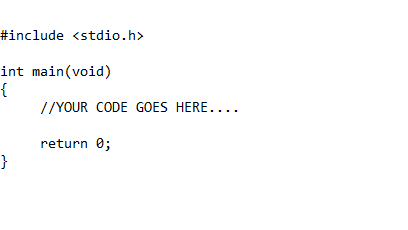 #include <stdio.h>
int main(void)
{
//YOUR CODE GOES HERE....
return 0;
}